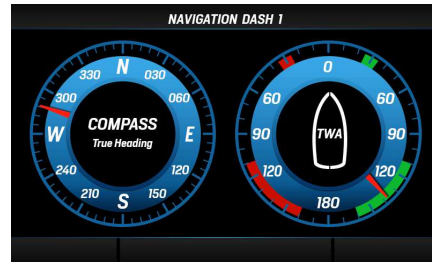 NAVIGATION DASH 1
N
330 030
300 060
COMPASS
True Heading
W E
240 120
210 150
S
0
60 60
90 TWA 90
120 120
180